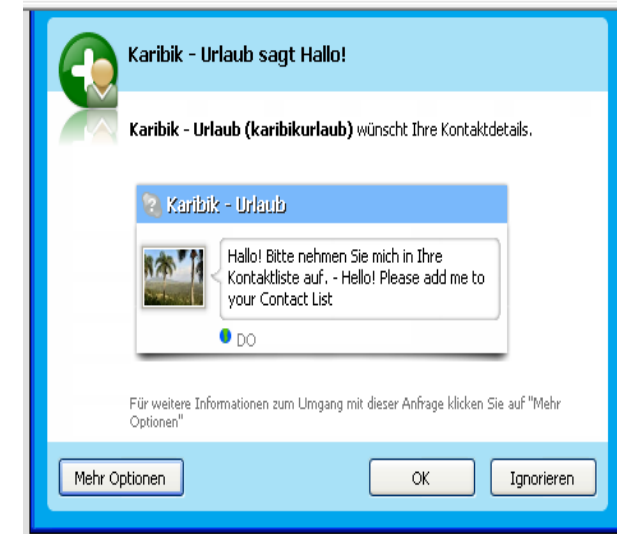 Karibik - Urlaub sagt Hallo!
Karibik - Urlaub (karibikurlaub) wünscht Ihre Kontaktdetails.
Karibik - Urlaub
Hallo! Bitte nehmen Sie mich in Ihre
Kontaktliste auf. - Hello! Please add me to
your Contact List
DO
Für weitere Informationen zum Umgang mit dieser Anfrage klicken Sie auf "Mehr
Optionen"
Mehr Optionen
OK
Ignorieren